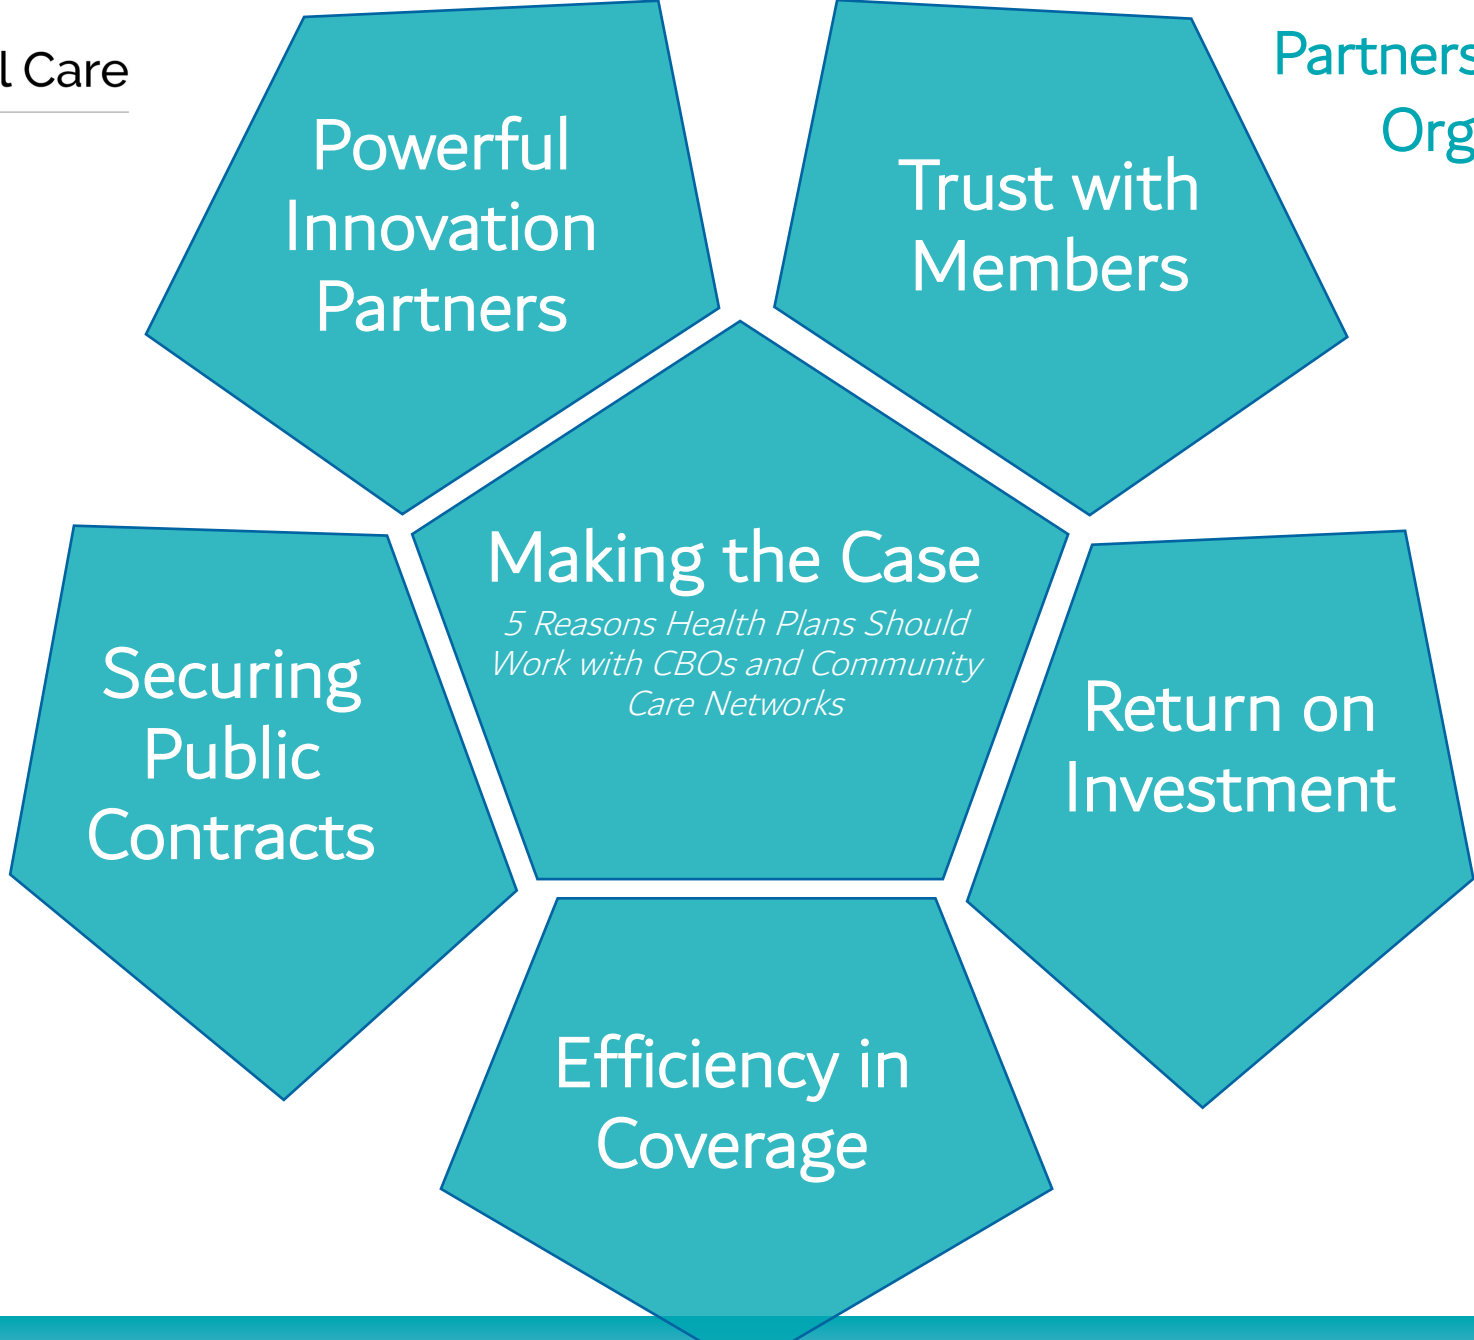 l Care
Partners
Org
Powerful
Innovation
Partners
Trust with
Members
Making the Case
5 Reasons Health Plans Should
Work with CBOs and Community
Care Networks
Securing
Public
Contracts
Return on
Investment
Efficiency in
Coverage